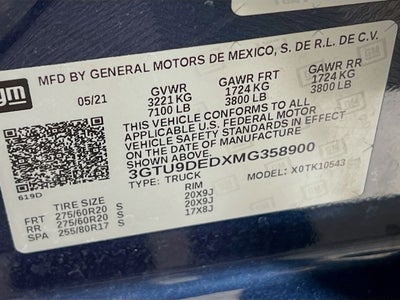 gm
MFD BY GENERAL MOTORS DE MEXICO, S. DE R.L. DE C.V.
05/21 GVWR GAWR FRT GAWR RR
3221 KG 1724 KG 1724 KG
7100 LB 3800 LB 3800 LB
THIS VEHICLE CONFORMS TO ALL
APPLICABLE U.S. FEDERAL MOTOR
VEHICLE SAFETY STANDARDS IN EFFECT
ON THE DATE OF MANUFACTURE
SHOWN ABOVE.
3GTU9DEDXMG358900
619D
TYPE: TRUCK MODEL: X0TK10543
TIRE SIZE RIM
FRT 275/60R20 S 20X9J
RR 275/60R20 S 20X9J
SPA 255/80R17 S 17X8J